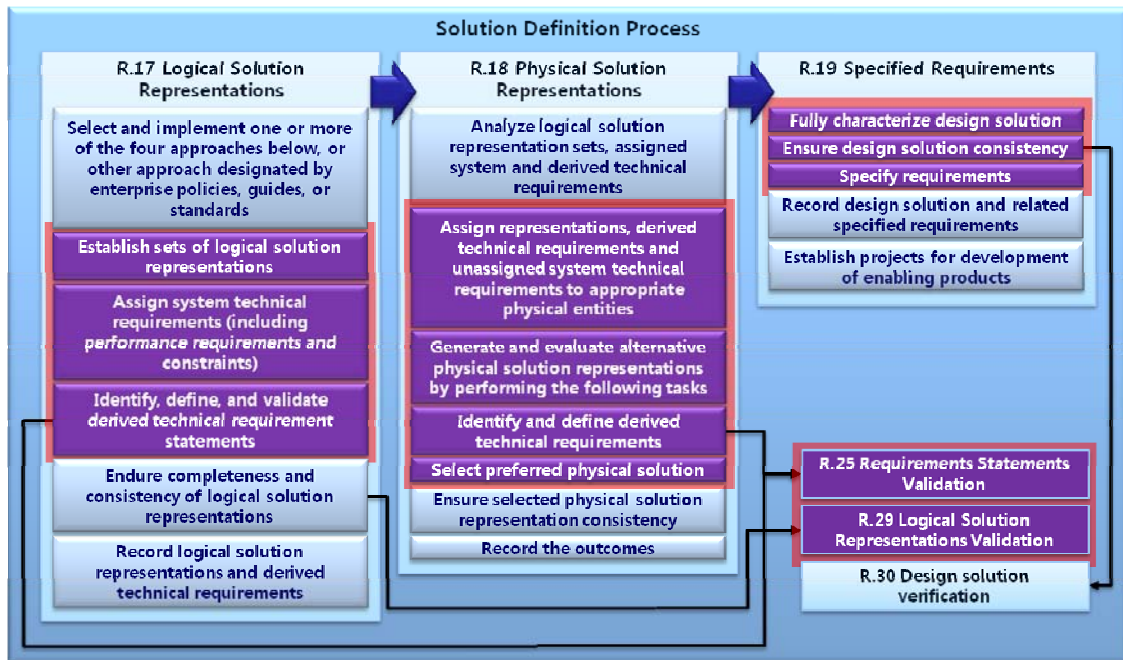 Solution Definition Process
R.17 Logical Solution
Representations
Select and implement one or more
of the four approaches below, or
other approach designated by
enterprise policies, guides, or
standards
Establish sets of logical solution
representations
Assign system technical
requirements (including
performance requirements and
constraints)
Identify, define, and validate
derived technical requirement
statements
Endure completeness and
consistency of logical solution
representations
Record logical solution
representations and derived
technical requirements
R.18 Physical Solution
Representations
Analyze logical solution
representation sets, assigned
system and derived technical
requirements
Assign representations, derived
technical requirements and
unassigned system technical
requirements to appropriate
physical entities
Generate and evaluate alternative
physical solution representations
by performing the following tasks
Identify and define derived
technical requirements
Select preferred physical solution
Ensure selected physical solution
representation consistency
Record the outcomes
R.19 Specified Requirements
Fully characterize design solution
Ensure design solution consistency
Specify requirements
Record design solution and related
specified requirements
Establish projects for development
of enabling products
R.25 Requirements Statements
Validation
R.29 Logical Solution
Representations Validation
R.30 Design solution
verification